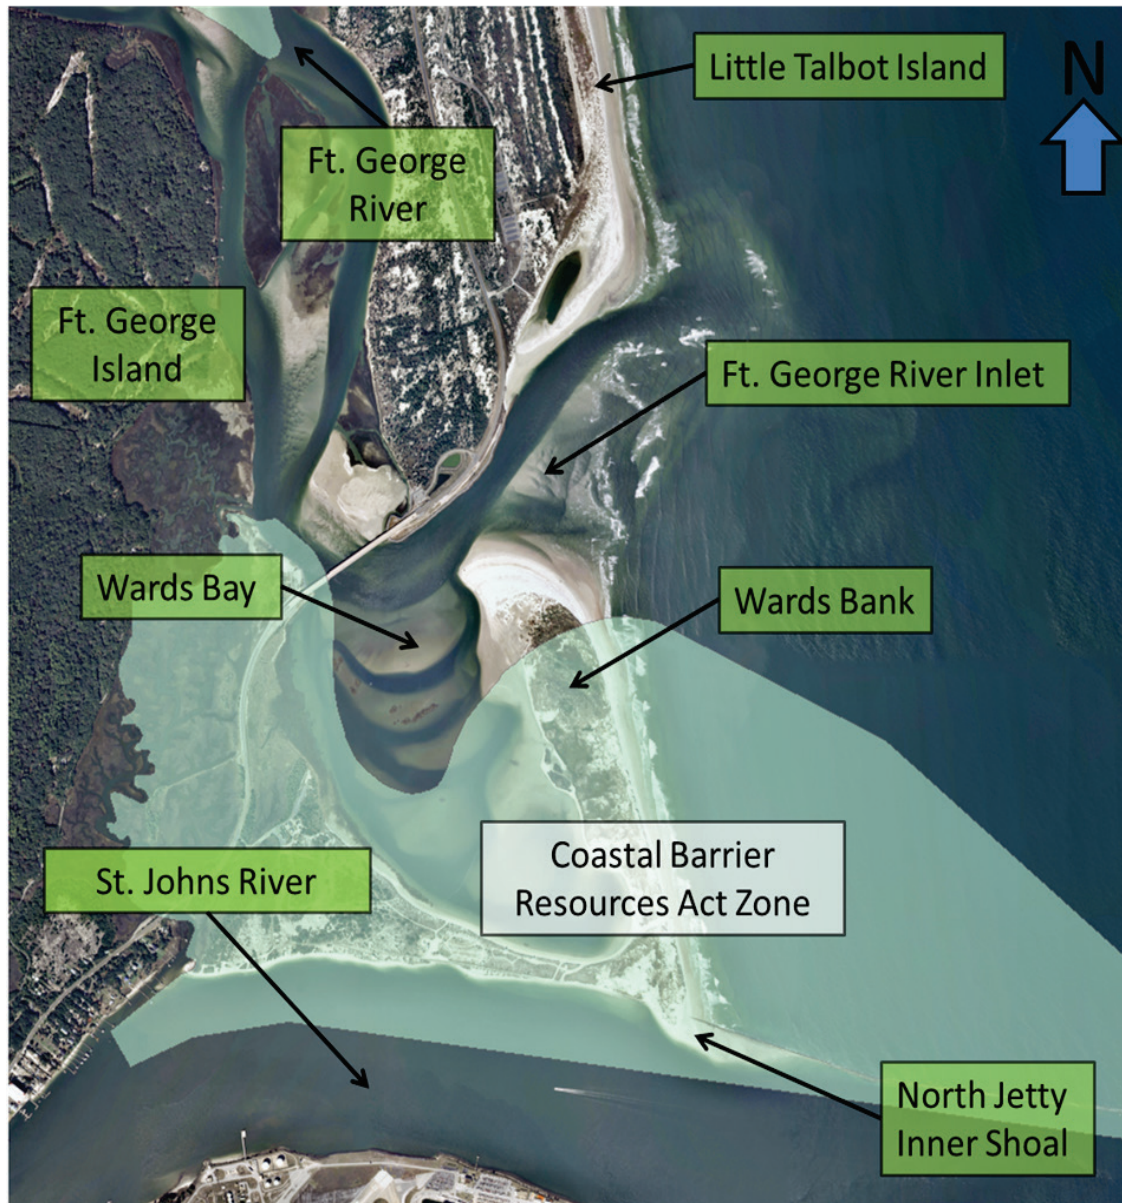 Little Talbot Island
N
Ft. George
River
Ft. George
Island
Ft. George River Inlet
Wards Bay
Wards Bank
Coastal Barrier
Resources Act Zone
St. Johns River
North Jetty
Inner Shoal